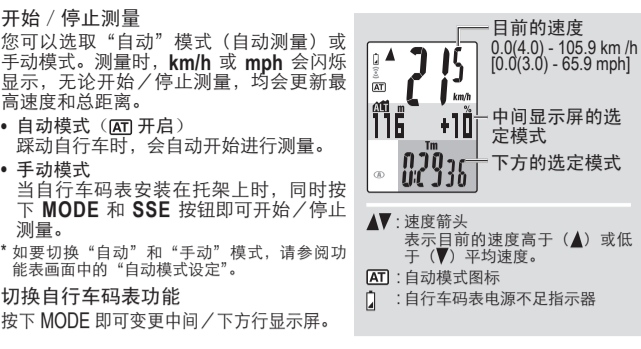 开始／停止测量
您可以选取“自动”模式（自动测量）或
手动模式。测量时，km/h 或 mph 会闪烁
显示，无论开始／停止测量，均会更新最
高速度和总距离。
• 自动模式（AT 开启）
踩动自行车时，会自动开始进行测量。
• 手动模式
当自行车码表安装在托架上时，同时按
下 MODE 和 SSE 按钮即可开始／停止
测量。
* 如要切换“自动”和“手动”模式，请参阅功
能表画面中的“自动模式设定”。
切换自行车码表功能
按下 MODE 即可变更中间／下方行显示屏。
▲ 215
AT
km/h
ALT m %
116 +10
Tm
0:2936
目前的速度
0.0(4.0) - 105.9 km /h
[0.0(3.0) - 65.9 mph]
中间显示屏的选
定模式
下方的选定模式
▲▼ : 速度箭头
表示目前的速度高于（▲）或低
于（▼）平均速度。
AT : 自动模式图标
: 自行车码表电源不足指示器